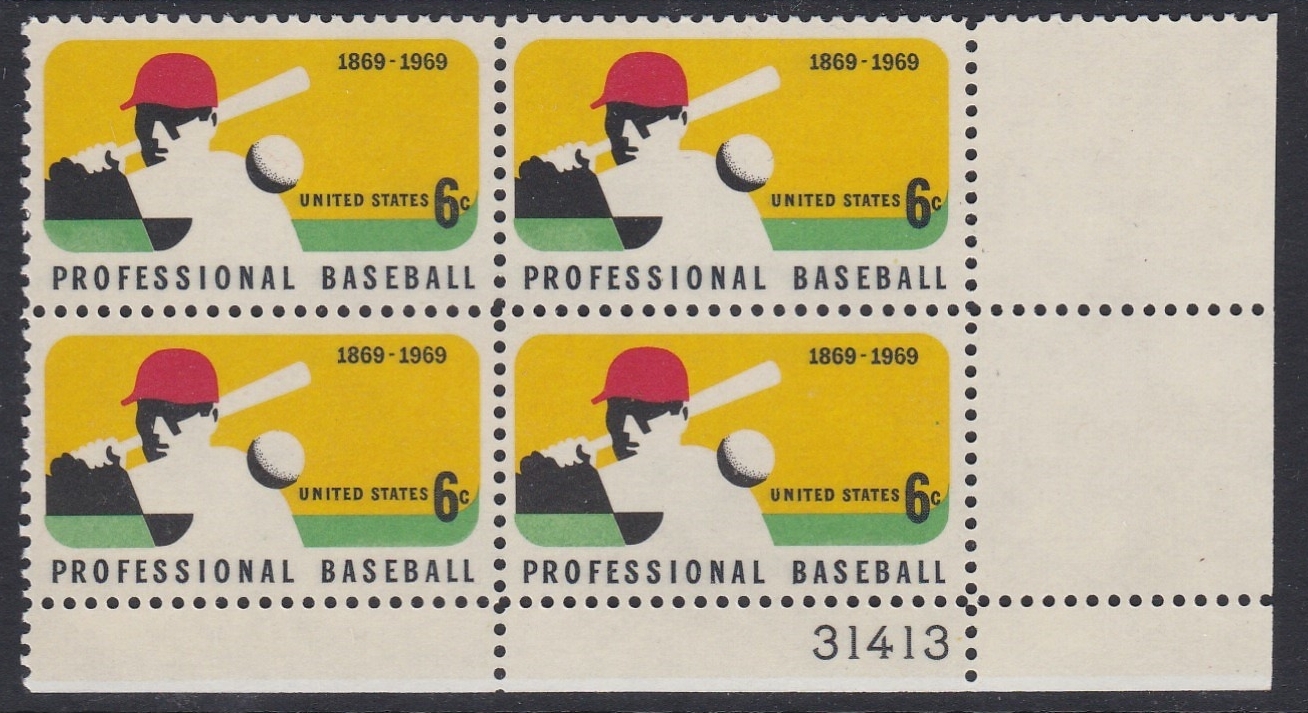 1869-1969
UNITED STATES 6c
PROFESSIONAL BASEBALL
1869-1969
UNITED STATES 6c
PROFESSIONAL BASEBALL
1869-1969
UNITED STATES 6c
PROFESSIONAL BASEBALL
1869-1969
UNITED STATES 6c
PROFESSIONAL BASEBALL
31413